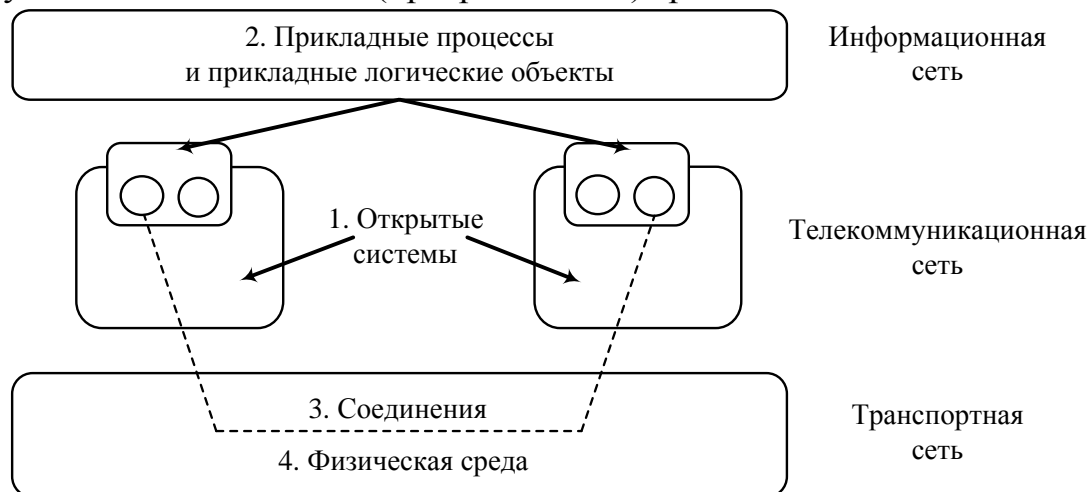 2. Прикладные процессы
и прикладные логические объекты
Информационная
сеть
1. Открытые
системы
Телекоммуникационная
сеть
3. Соединения
4. Физическая среда
Транспортная
сеть